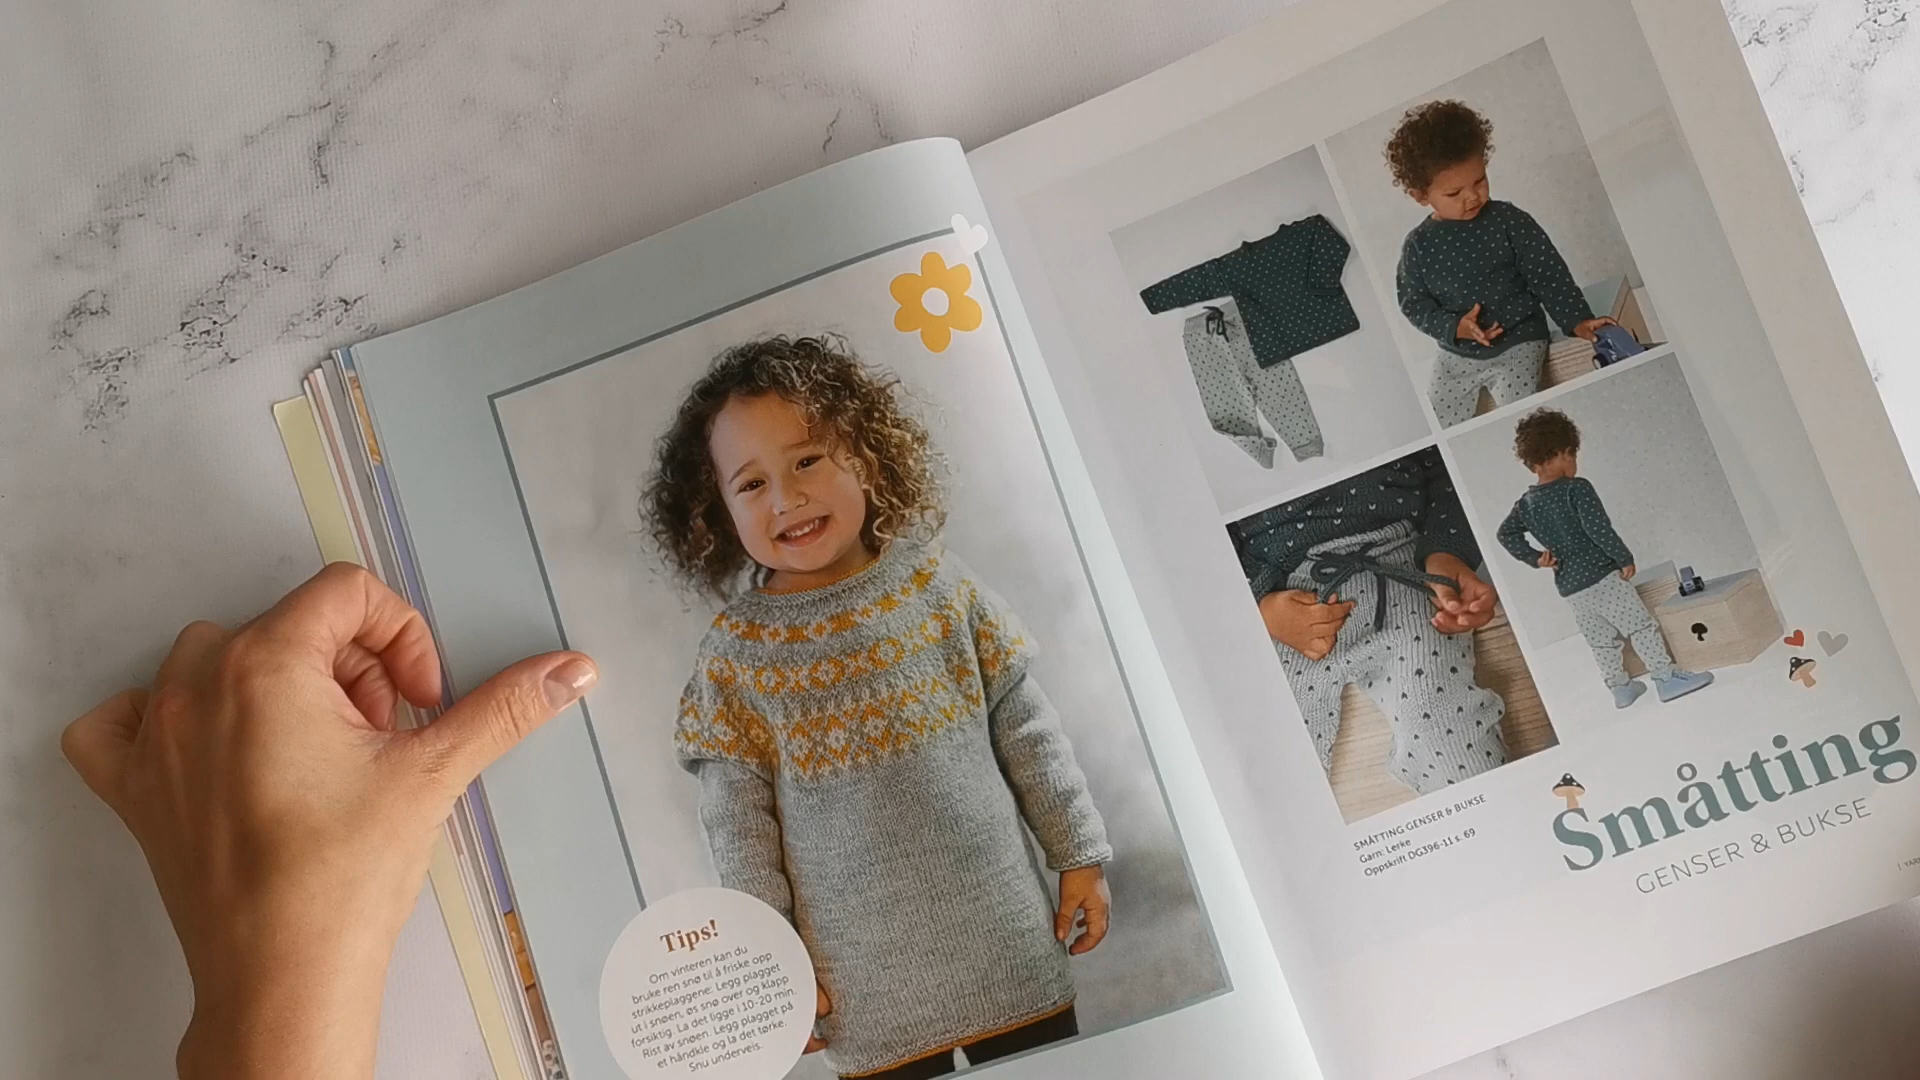 Tips!
Om vinteren kan du
bruke ren snø til å friske opp
strikkeplaggene: Legg plagget
ut i snøen, øs snø over og klapp
forsiktig. La det ligge i 10-20 min.
Rist av snøen. Legg plagget på
et håndkle og la det tørke.
Snu underveis.
SMÅTTING GENSER & BUKSE
Garn: Lerke
Oppskrift DG396-11 s. 69
Småtting
GENSER & BUKSE